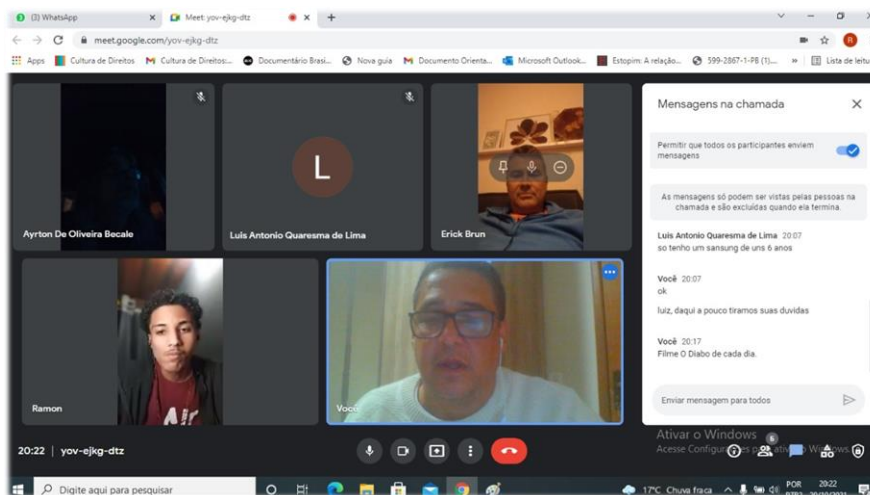 (3) WhatsApp
Meet: yov-ejkg-dtz
meet.google.com/yov-ejkg-dtz
R
Apps
Cultura de Direitos
Cultura de Direitos:...
Documentário Brasi...
Nova guia
Documento Orienta...
Microsoft Outlook...
Estopim: A relação...
599-2867-1-PB (1)....
Lista de leitu
Ayrton De Oliveira Becale
L
Luis Antonio Quaresma de Lima
Erick Brun
Ramon
Você
Mensagens na chamada
Permitir que todos os participantes enviem
mensagens
As mensagens só podem ser vistas pelas pessoas na
chamada e são excluídas quando ela termina.
Luis Antonio Quaresma de Lima 20:07
so tenho um sansung de uns 6 anos
Você 20:07
ok
luiz, daqui a pouco tiramos suas duvidas
Você 20:17
Filme O Diabo de cada dia.
Enviar mensagem para todos
Ativar o Windows
20:22 | yov-ejkg-dtz
6
Digite aqui para pesquisar
17°C Chuva fraca
POR
20:22